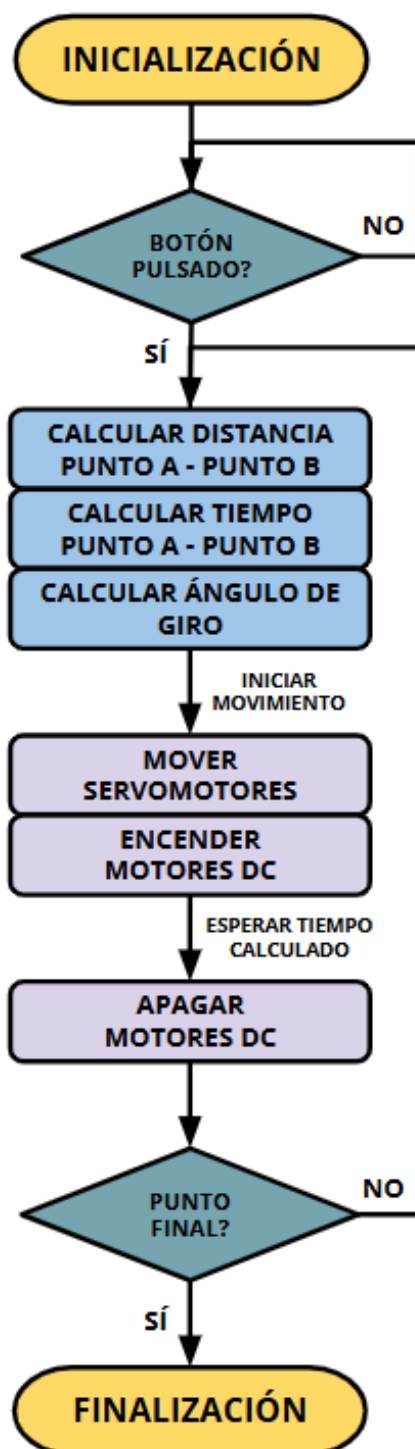 INICIALIZACIÓN
BOTÓN
PULSADO?
NO
SÍ
CALCULAR DISTANCIA
PUNTO A - PUNTO B
CALCULAR TIEMPO
PUNTO A - PUNTO B
CALCULAR ÁNGULO DE
GIRO
INICIAR
MOVIMIENTO
MOVER
SERVOMOTORES
ENCENDER
MOTORES DC
ESPERAR TIEMPO
CALCULADO
APAGAR
MOTORES DC
PUNTO
FINAL?
NO
SÍ
FINALIZACIÓN